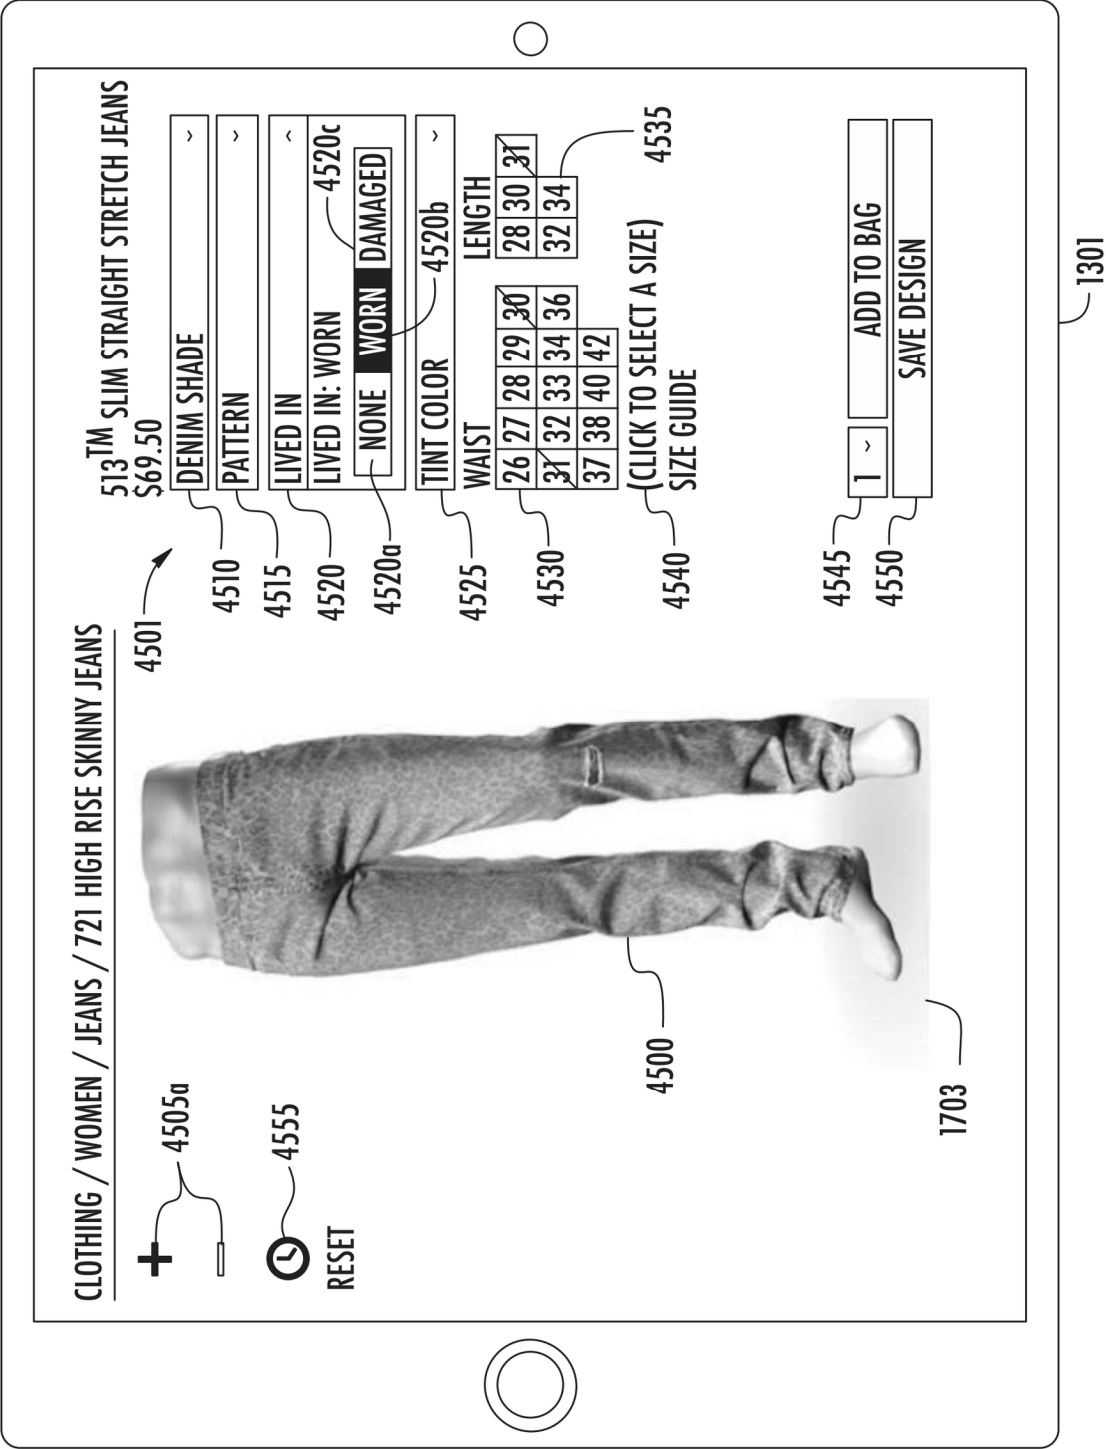 CLOTHING / WOMEN / JEANS / 721 HIGH RISE SKINNY JEANS
4505a
4555
RESET
4500
1703
4501
513™ SLIM STRAIGHT STRETCH JEANS
$69.50
DENIM SHADE
4510
PATTERN
4515
LIVED IN
4520
LIVED IN: WORN
4520c
NONE WORN DAMAGED
4520a
4520b
TINT COLOR
4525
WAIST
26 27 28 29 30
31 32 33 34 36
37 38 40 42
4530
LENGTH
28 30 31
32 34
4535
(CLICK TO SELECT A SIZE)
4540
SIZE GUIDE
1 ADD TO BAG
4545
SAVE DESIGN
4550
1301